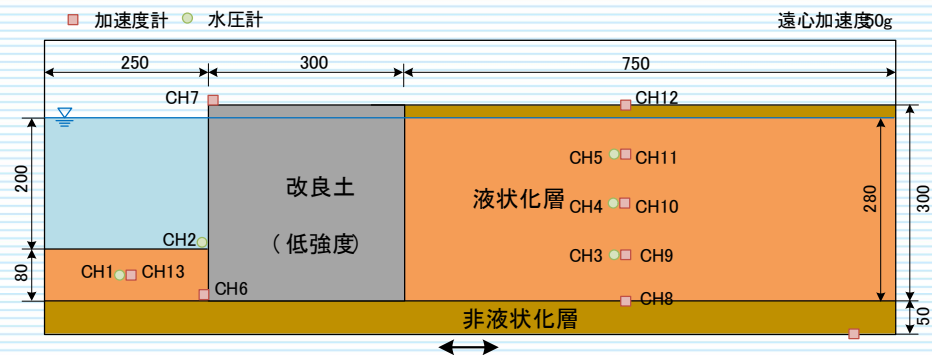 加速度計 水圧計
遠心加速度50g
250 300 750
CH7
CH12
CH5 CH11
改良土
液状化層
200
280
300
CH4 CH10
CH2
(低強度)
CH3 CH9
80
CH1 CH13
CH6
CH8
非液状化層
50